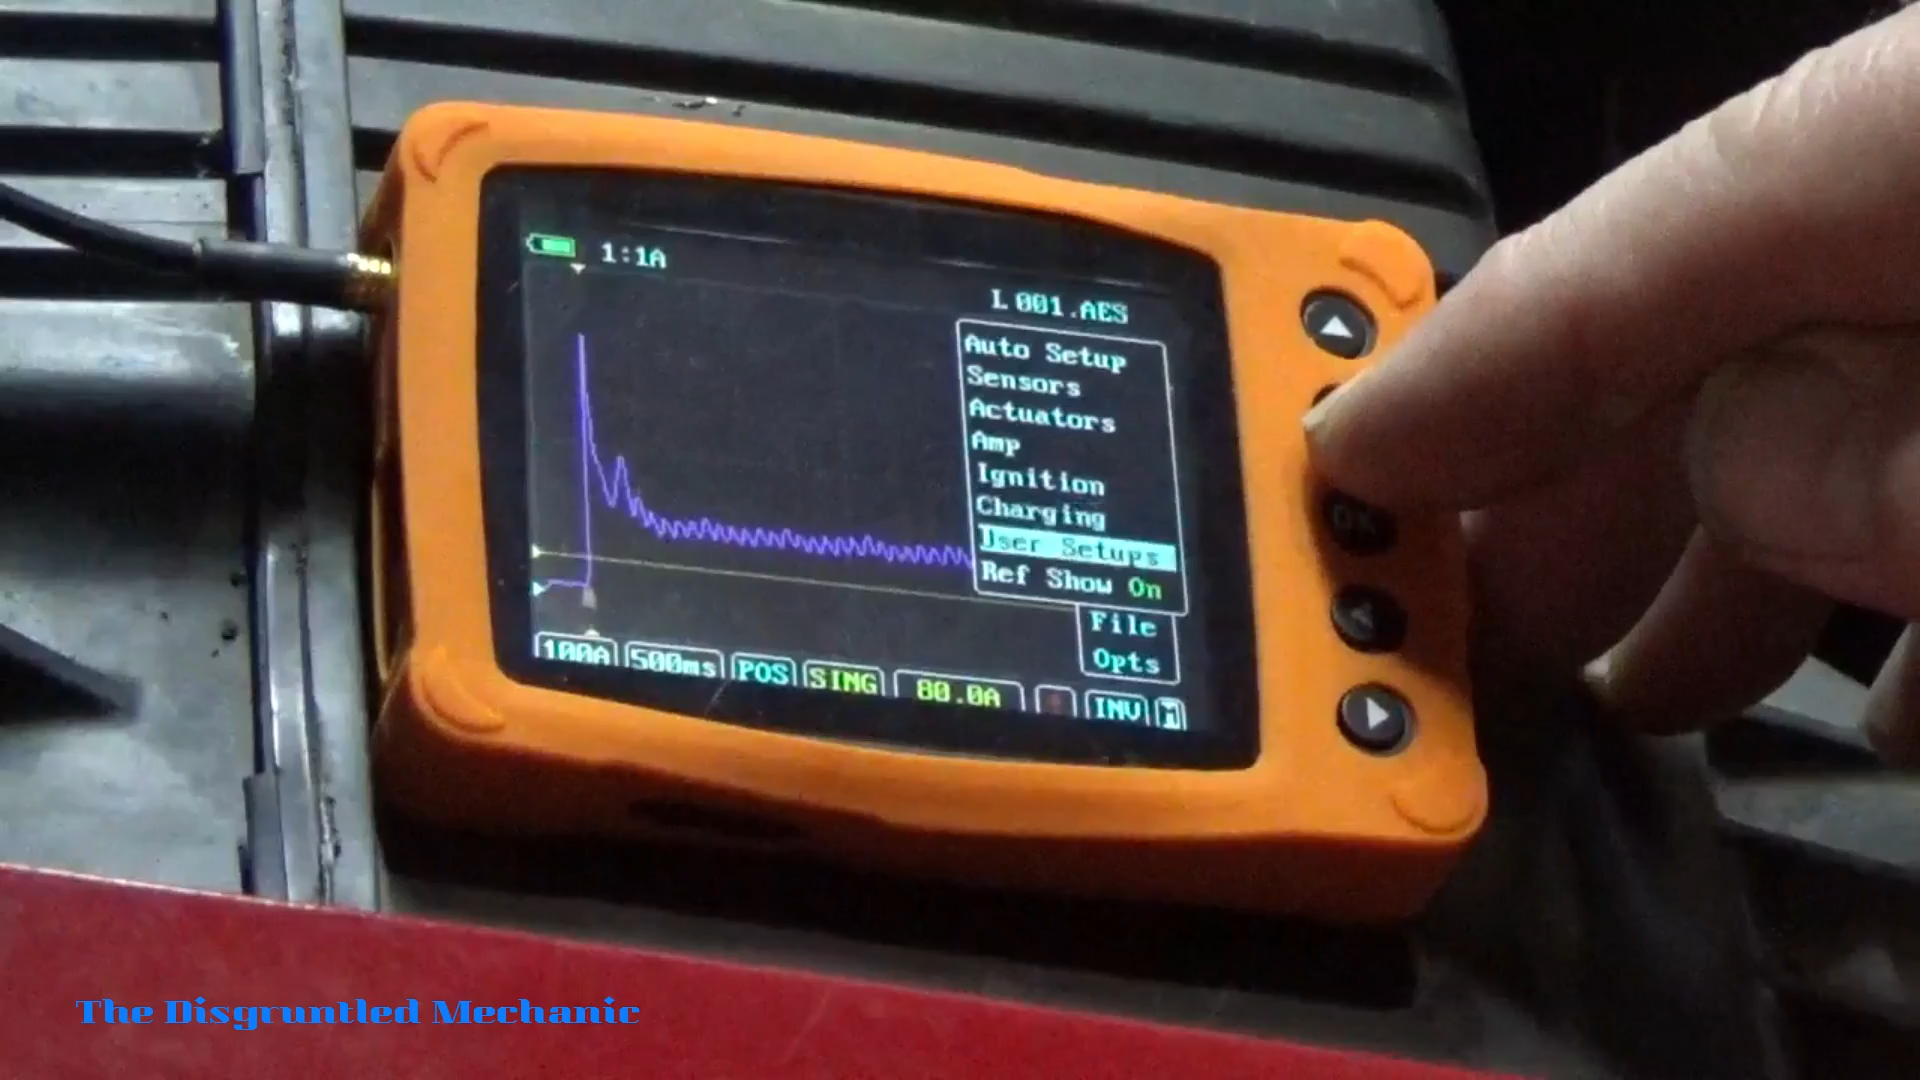 1:1A
L 001.AES
Auto Setup
Sensors
Actuators
Amp
Ignition
Charging
User Setups
Ref Show On
File
Opts
100A 500ms POS SING 80.0A INV
OK
The Disgruntled Mechanic